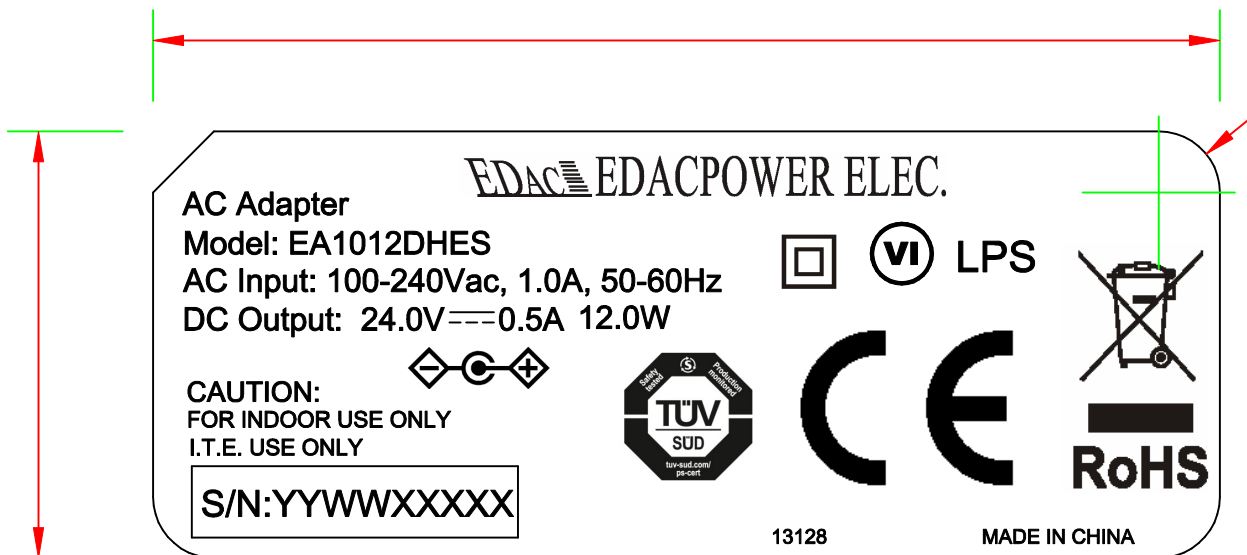 EDAC EDACPOWER ELEC.
AC Adapter
Model: EA1012DHES
AC Input: 100-240Vac, 1.0A, 50-60Hz
DC Output: 24.0V 0.5A 12.0W
VI LPS
CAUTION:
FOR INDOOR USE ONLY
I.T.E. USE ONLY
S/N:YYWWXXXXX
Safety tested
S
Production monitored
TÜV
SÜD
tuv-sud.com/
ps-cert
CE
RoHS
13128
MADE IN CHINA